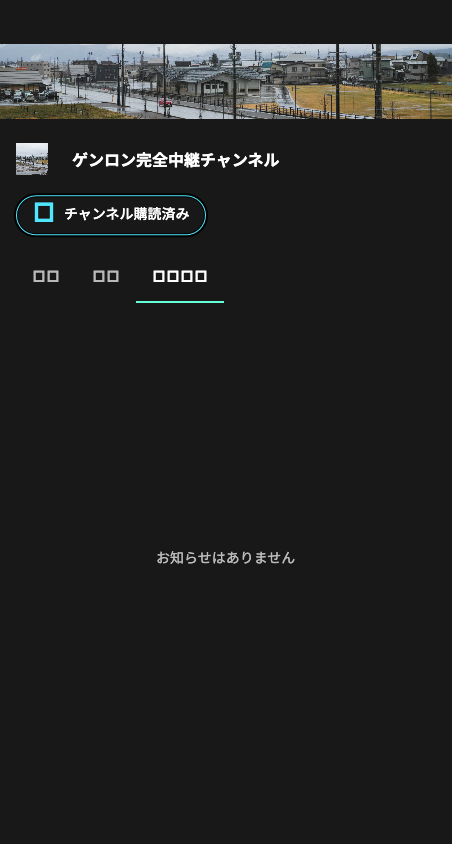 ゲンロン完全中継チャンネル
チャンネル購読済み
お知らせはありません